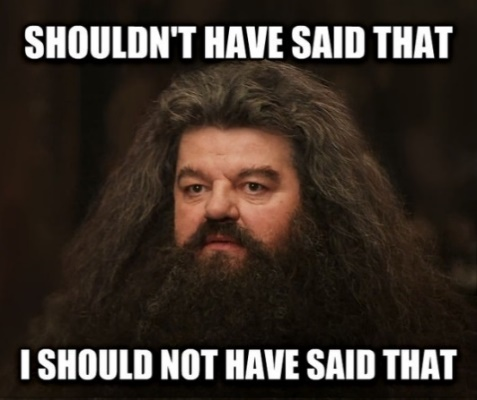 SHOULDN'T HAVE SAID THAT
I SHOULD NOT HAVE SAID THAT